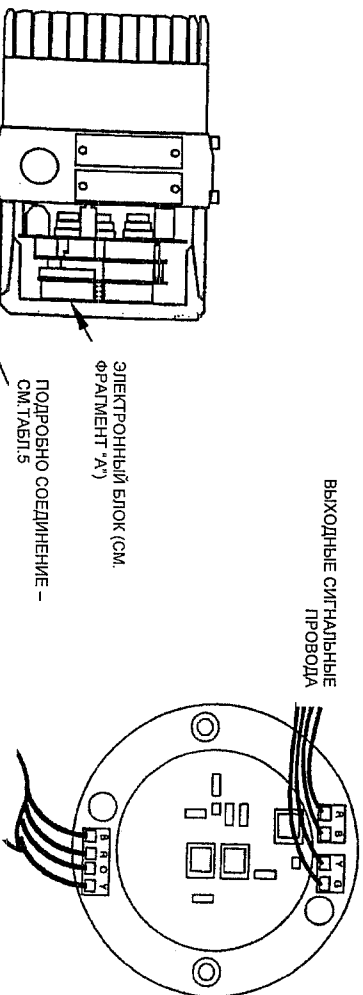 ВЫХОДНЫЕ СИГНАЛЬНЫЕ
ПРОВОДА
ЭЛЕКТРОННЫЙ БЛОК (СМ.
ФРАГМЕНТ "А")
ПОДРОБНО СОЕДИНЕНИЕ –
СМ.ТАБЛ.5
R B
Y G
B R O Y